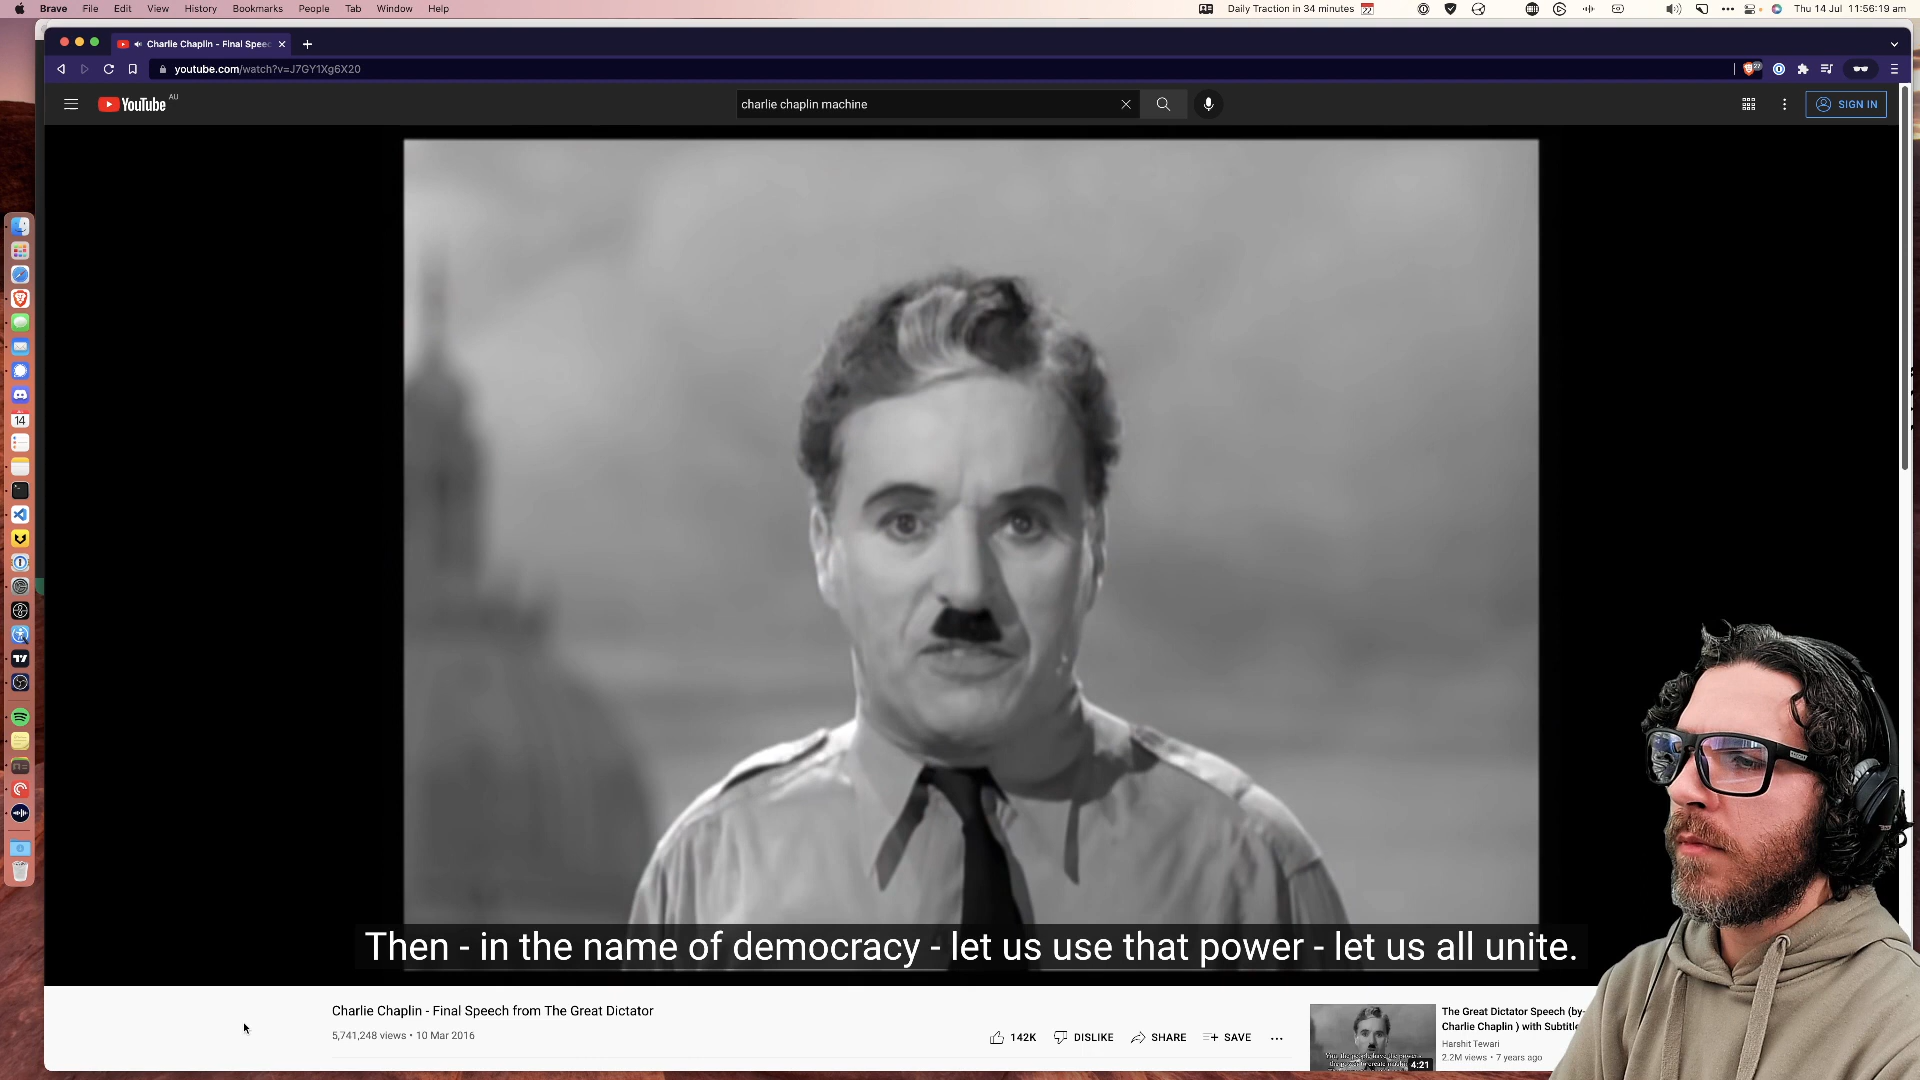 Brave File Edit View History Bookmarks People Tab Window Help
Daily Traction in 34 minutes
22
Thu 14 Jul 11:56:19 am
Charlie Chaplin - Final Speec
youtube.com/watch?v=J7GY1Xg6X20
27
YouTube AU
charlie chaplin machine
SIGN IN
14
Then - in the name of democracy - let us use that power - let us all unite.
Charlie Chaplin - Final Speech from The Great Dictator
5,741,248 views • 10 Mar 2016
142K DISLIKE SHARE SAVE
The Great Dictator Speech (by-
Charlie Chaplin ) with Subtitle
Harshit Tewari
2.2M views • 7 years ago
4:21